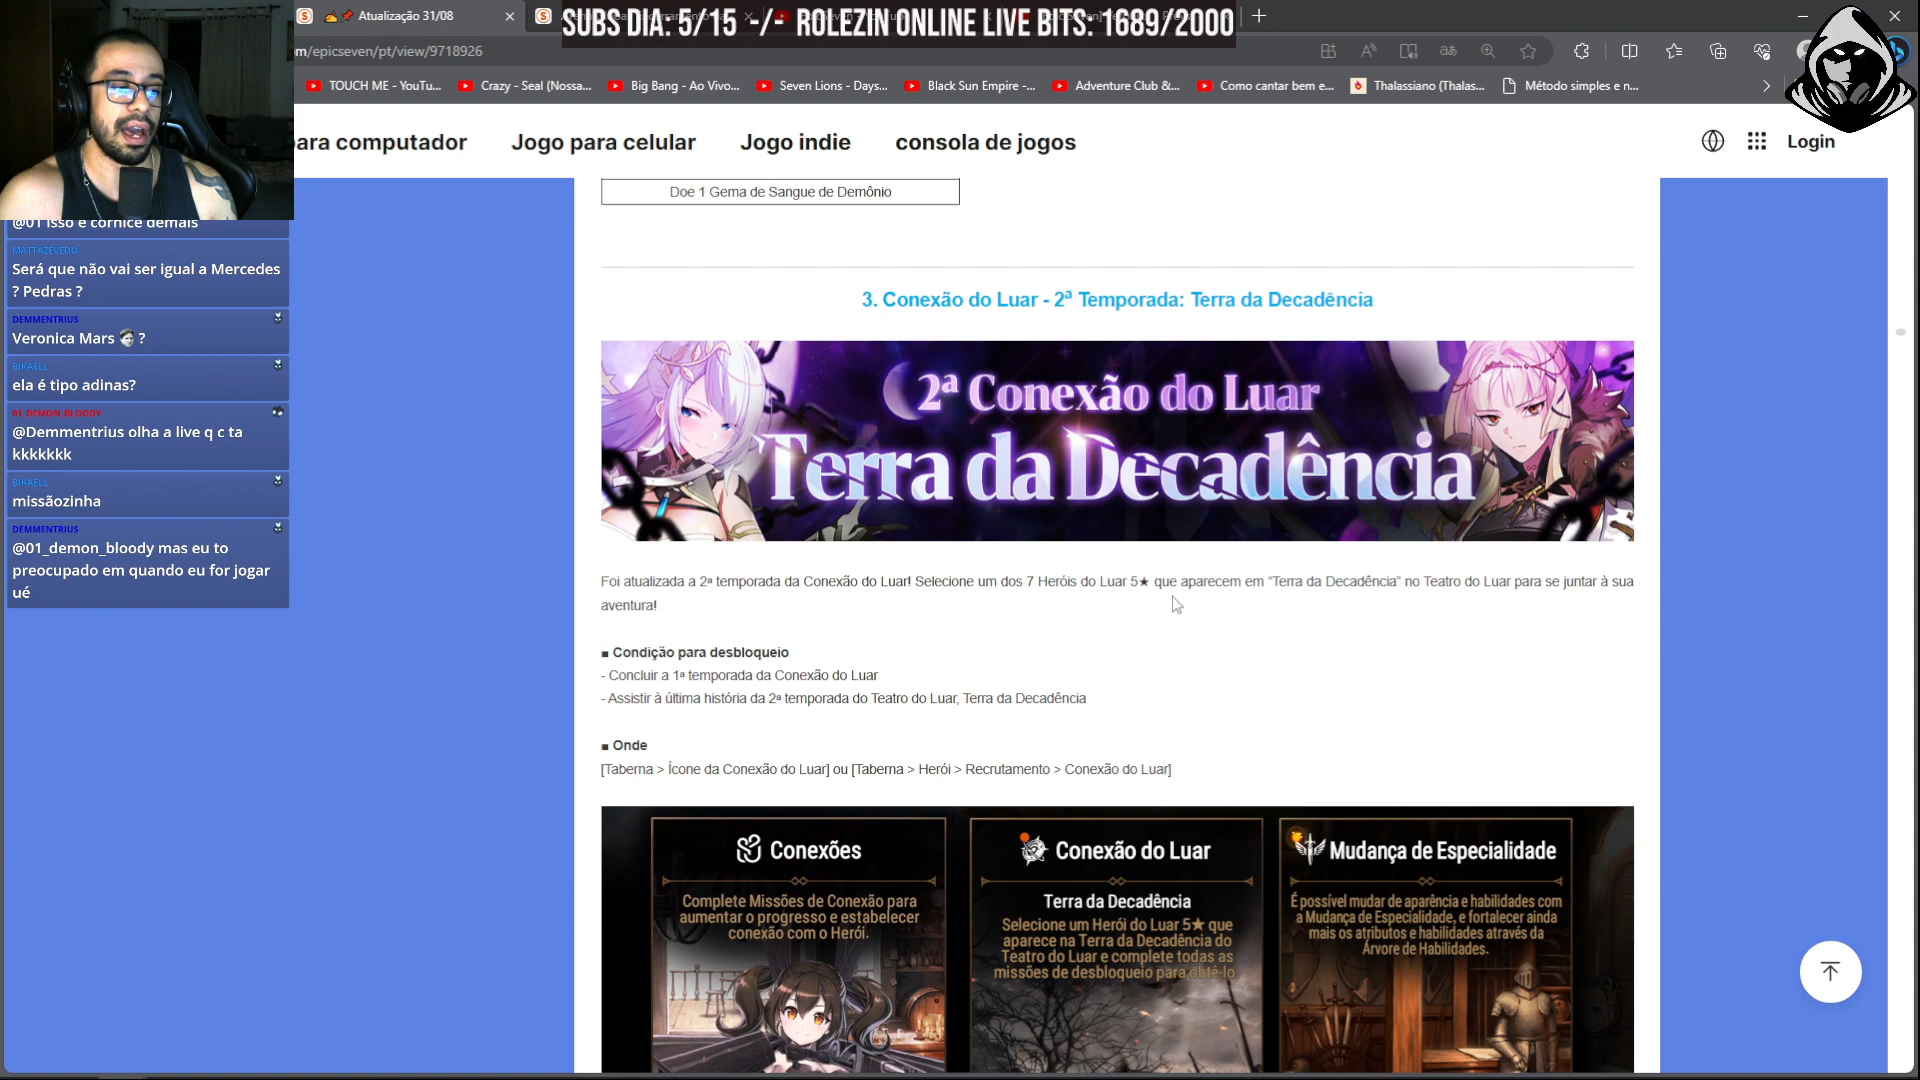 Atualização 31/08
SUBS DIA: 5/15 -/- ROLEZIN ONLINE LIVE BITS: 1689/2000
m/epicseven/pt/view/9718926
TOUCH ME - YouTu...
Crazy - Seal (Nossa...
Big Bang - Ao Vivo...
Seven Lions - Days...
Black Sun Empire -...
Adventure Club &...
Como cantar bem e...
Thalassiano (Thalas...
Método simples e n...
para computador
Jogo para celular
Jogo indie
consola de jogos
Login
Doe 1 Gema de Sangue de Demônio
@01 isso e cornice demais
MATTAZEVEDO
Será que não vai ser igual a Mercedes
? Pedras ?
DEMMENTRIUS
Veronica Mars ?
BIKAELL
ela é tipo adinas?
01_DEMON_BLOODY
@Demmentrius olha a live q c ta
kkkkkkk
BIKAELL
missãozinha
DEMMENTRIUS
@01_demon_bloody mas eu to
preocupado em quando eu for jogar
ué
3. Conexão do Luar - 2ª Temporada: Terra da Decadência
2ª Conexão do Luar
Terra da Decadência
Foi atualizada a 2ª temporada da Conexão do Luar! Selecione um dos 7 Heróis do Luar 5★ que aparecem em “Terra da Decadência” no Teatro do Luar para se juntar à sua
aventura!
■ Condição para desbloqueio
- Concluir a 1ª temporada da Conexão do Luar
- Assistir à última história da 2ª temporada do Teatro do Luar, Terra da Decadência
■ Onde
[Taberna > Ícone da Conexão do Luar] ou [Taberna > Herói > Recrutamento > Conexão do Luar]
Conexões
Complete Missões de Conexão para
aumentar o progresso e estabelecer
conexão com o Herói.
Conexão do Luar
Terra da Decadência
Selecione um Herói do Luar 5★ que
aparece na Terra da Decadência do
Teatro do Luar e complete todas as
missões de desbloqueio para obtê-lo.
Mudança de Especialidade
É possível mudar de aparência e habilidades com
a Mudança de Especialidade, e fortalecer ainda
mais os atributos e habilidades através da
Árvore de Habilidades.